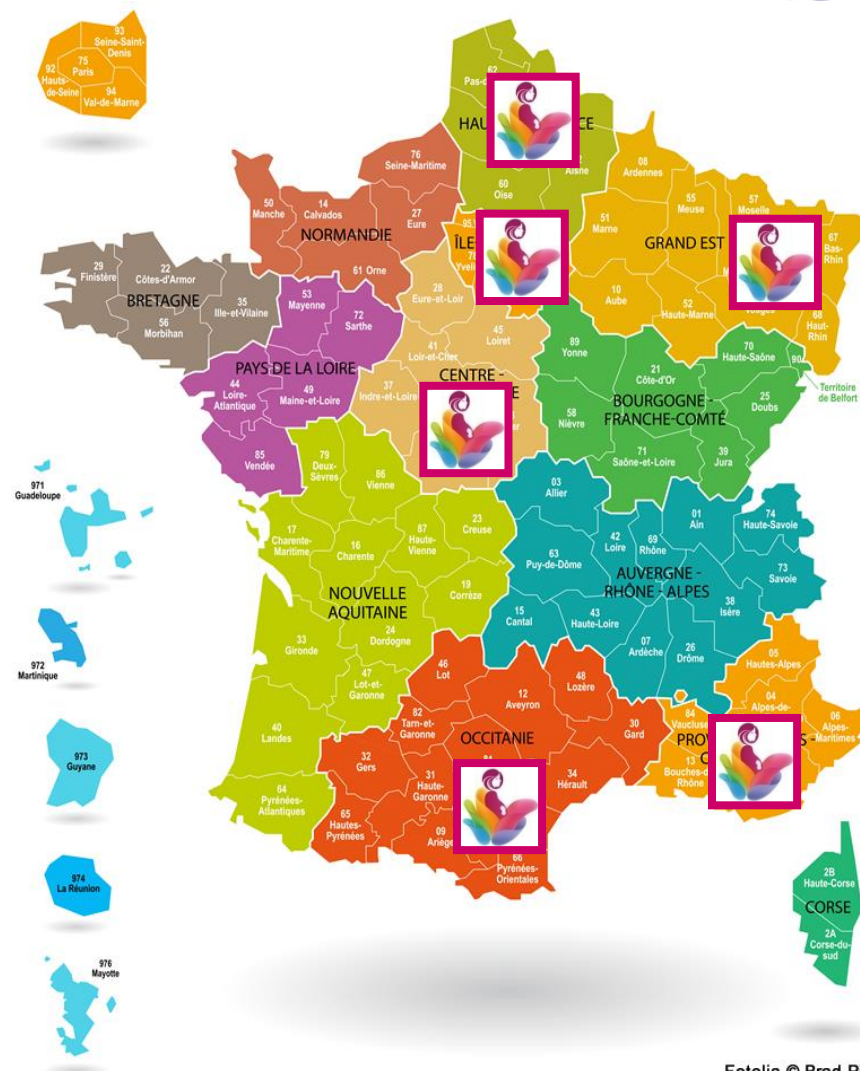 93
Seine-Saint-
Denis
92
Hauts-
de-Seine
75
Paris
94
Val-de-Marne
62
HAU
CE
Aisne
60
Oise
76
Seine-Maritime
50
Manche
14
Calvados
27
Eure
NORMANDIE
61 Orne
08
Ardennes
55
Meuse
57
Moselle
51
Marne
GRAND EST
67
Bas-
Rhin
10
Aube
52
Haute-Marne
68
Haut-
Rhin
95
ÎLE
29
Finistère
22
Côtes-d'Armor
BRETAGNE
35
Ille-et-Vilaine
56
Morbihan
53
Mayenne
72
Sarthe
PAYS DE LA LOIRE
44
Loire-
Atlantique
49
Maine-et-Loire
85
Vendée
28
Eure-et-Loir
45
Loiret
41
Loir-et-Cher
CENTRE -
37
Indre-et-Loire
89
Yonne
21
Côte-d'Or
70
Haute-Saône
90
Territoire
de Belfort
BOURGOGNE -
FRANCHE-COMTÉ
25
Doubs
58
Nièvre
71
Saône-et-Loire
39
Jura
79
Deux-
Sèvres
86
Vienne
17
Charente-
Maritime
16
Charente
87
Haute-
Vienne
23
Creuse
19
Corrèze
NOUVELLE
AQUITAINE
24
Dordogne
33
Gironde
47
Lot-et-
Garonne
40
Landes
64
Pyrénées-
Atlantiques
03
Allier
01
Ain
74
Haute-Savoie
63
Puy-de-Dôme
42
Loire
69
Rhône
73
Savoie
AUVERGNE -
RHÔNE - ALPES
38
Isère
15
Cantal
43
Haute-Loire
07
Ardèche
26
Drôme
46
Lot
12
Aveyron
48
Lozère
82
Tarn-et-
Garonne
30
Gard
OCCITANIE
32
Gers
31
Haute-
Garonne
34
Hérault
65
Hautes-
Pyrénées
09
Ariège
66
Pyrénées-
Orientales
05
Hautes-Alpes
04
Alpes-de-
84
Vaucluse
06
Alpes-
Maritimes
13
Bouches-d
Rhône
2B
Haute-Corse
CORSE
2A
Corse-du-
sud
971
Guadeloupe
972
Martinique
973
Guyane
974
La Réunion
976
Mayotte
Fotolia © Brad P